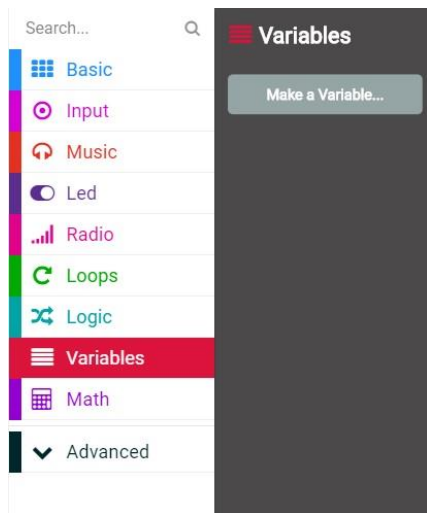 Search...
Basic
Input
Music
Led
Radio
Loops
Logic
Variables
Math
Advanced
Variables
Make a Variable...